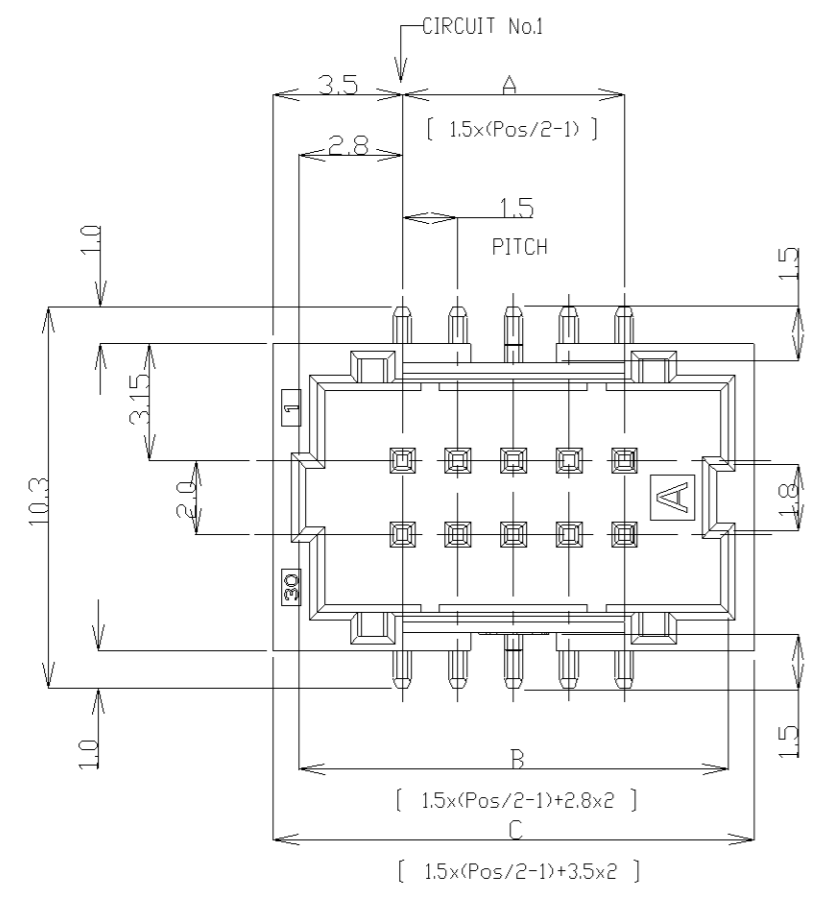 CIRCUIT No.1
3.5
A
[ 1.5x(Pos/2-1) ]
2.8
1.5
PITCH
1.0
1.5
3.15
1
10.3
2.0
A
1.8
30
1.0
1.5
B
[ 1.5x(Pos/2-1)+2.8x2 ]
C
[ 1.5x(Pos/2-1)+3.5x2 ]